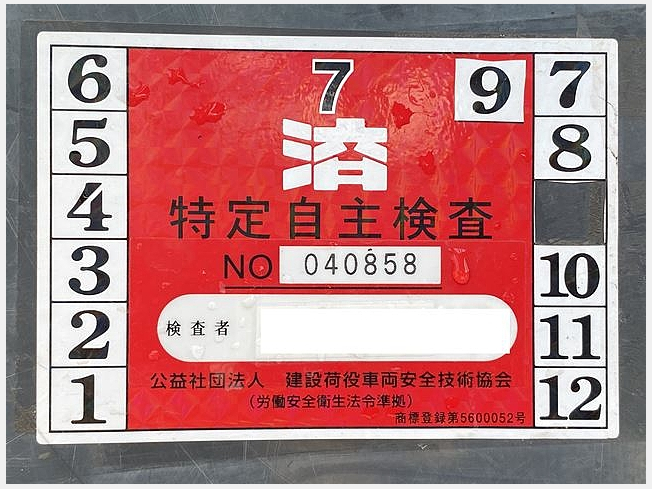 6
5
4
3
2
1
7
9
済
特定自主検査
NO 040858
検査者
公益社団法人 建設荷役車両安全技術協会
(労働安全衛生法令準拠)
商標登録第5600052号
7
8
10
11
12